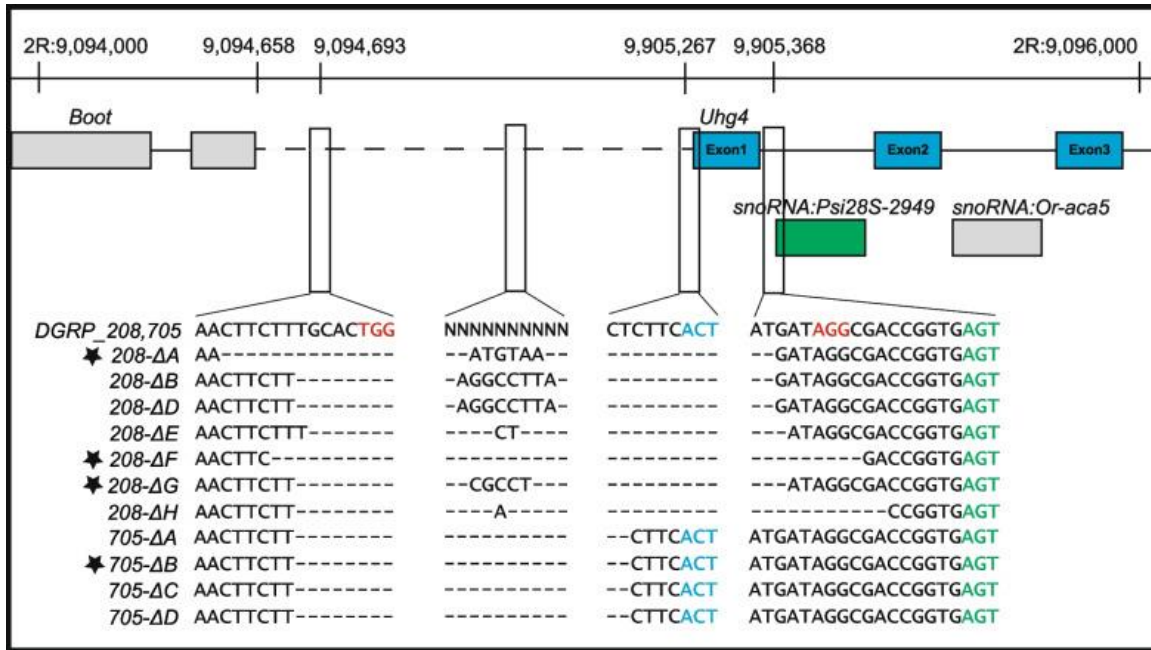 2R:9,094,000 9,094,658 9,094,693 9,905,267 9,905,368 2R:9,096,000
Boot Uhg4
Exon1 Exon2 Exon3
snoRNA:Psi28S-2949 snoRNA:Or-aca5
DGRP_208,705 AACTTCTTTGCACTGG NNNNNNNNNN CTCTTCACT ATGATAGGCGACCGGTGAGT
★ 208-ΔA AA-------------- --ATGTAA-- --------- --GATAGGCGACCGGTGAGT
208-ΔB AACTTCTT-------- -AGGCCTTA- --------- --GATAGGCGACCGGTGAGT
208-ΔD AACTTCTT-------- -AGGCCTTA- --------- --GATAGGCGACCGGTGAGT
208-ΔE AACTTCTTT------- ----CT---- --------- ---ATAGGCGACCGGTGAGT
★ 208-ΔF AACTTC---------- ---------- --------- ---------GACCGGTGAGT
★ 208-ΔG AACTTCTT-------- --CGCCT--- --------- ---ATAGGCGACCGGTGAGT
208-ΔH AACTTCTT-------- ----A----- --------- -----------CCGGTGAGT
705-ΔA AACTTCTT-------- ---------- --CTTCACT ATGATAGGCGACCGGTGAGT
★ 705-ΔB AACTTCTT-------- ---------- --CTTCACT ATGATAGGCGACCGGTGAGT
705-ΔC AACTTCTT-------- ---------- --CTTCACT ATGATAGGCGACCGGTGAGT
705-ΔD AACTTCTT-------- ---------- --CTTCACT ATGATAGGCGACCGGTGAGT